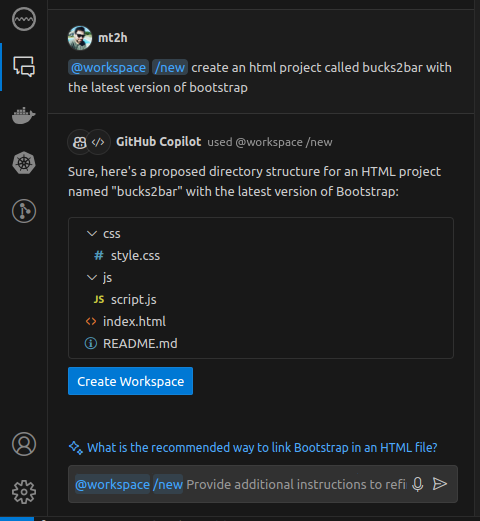 mt2h
@workspace /new create an html project called bucks2bar with
the latest version of bootstrap
GitHub Copilot used @workspace /new
Sure, here's a proposed directory structure for an HTML project
named "bucks2bar" with the latest version of Bootstrap:
css
# style.css
js
JS script.js
<> index.html
README.md
Create Workspace
What is the recommended way to link Bootstrap in an HTML file?
@workspace /new Provide additional instructions to refi